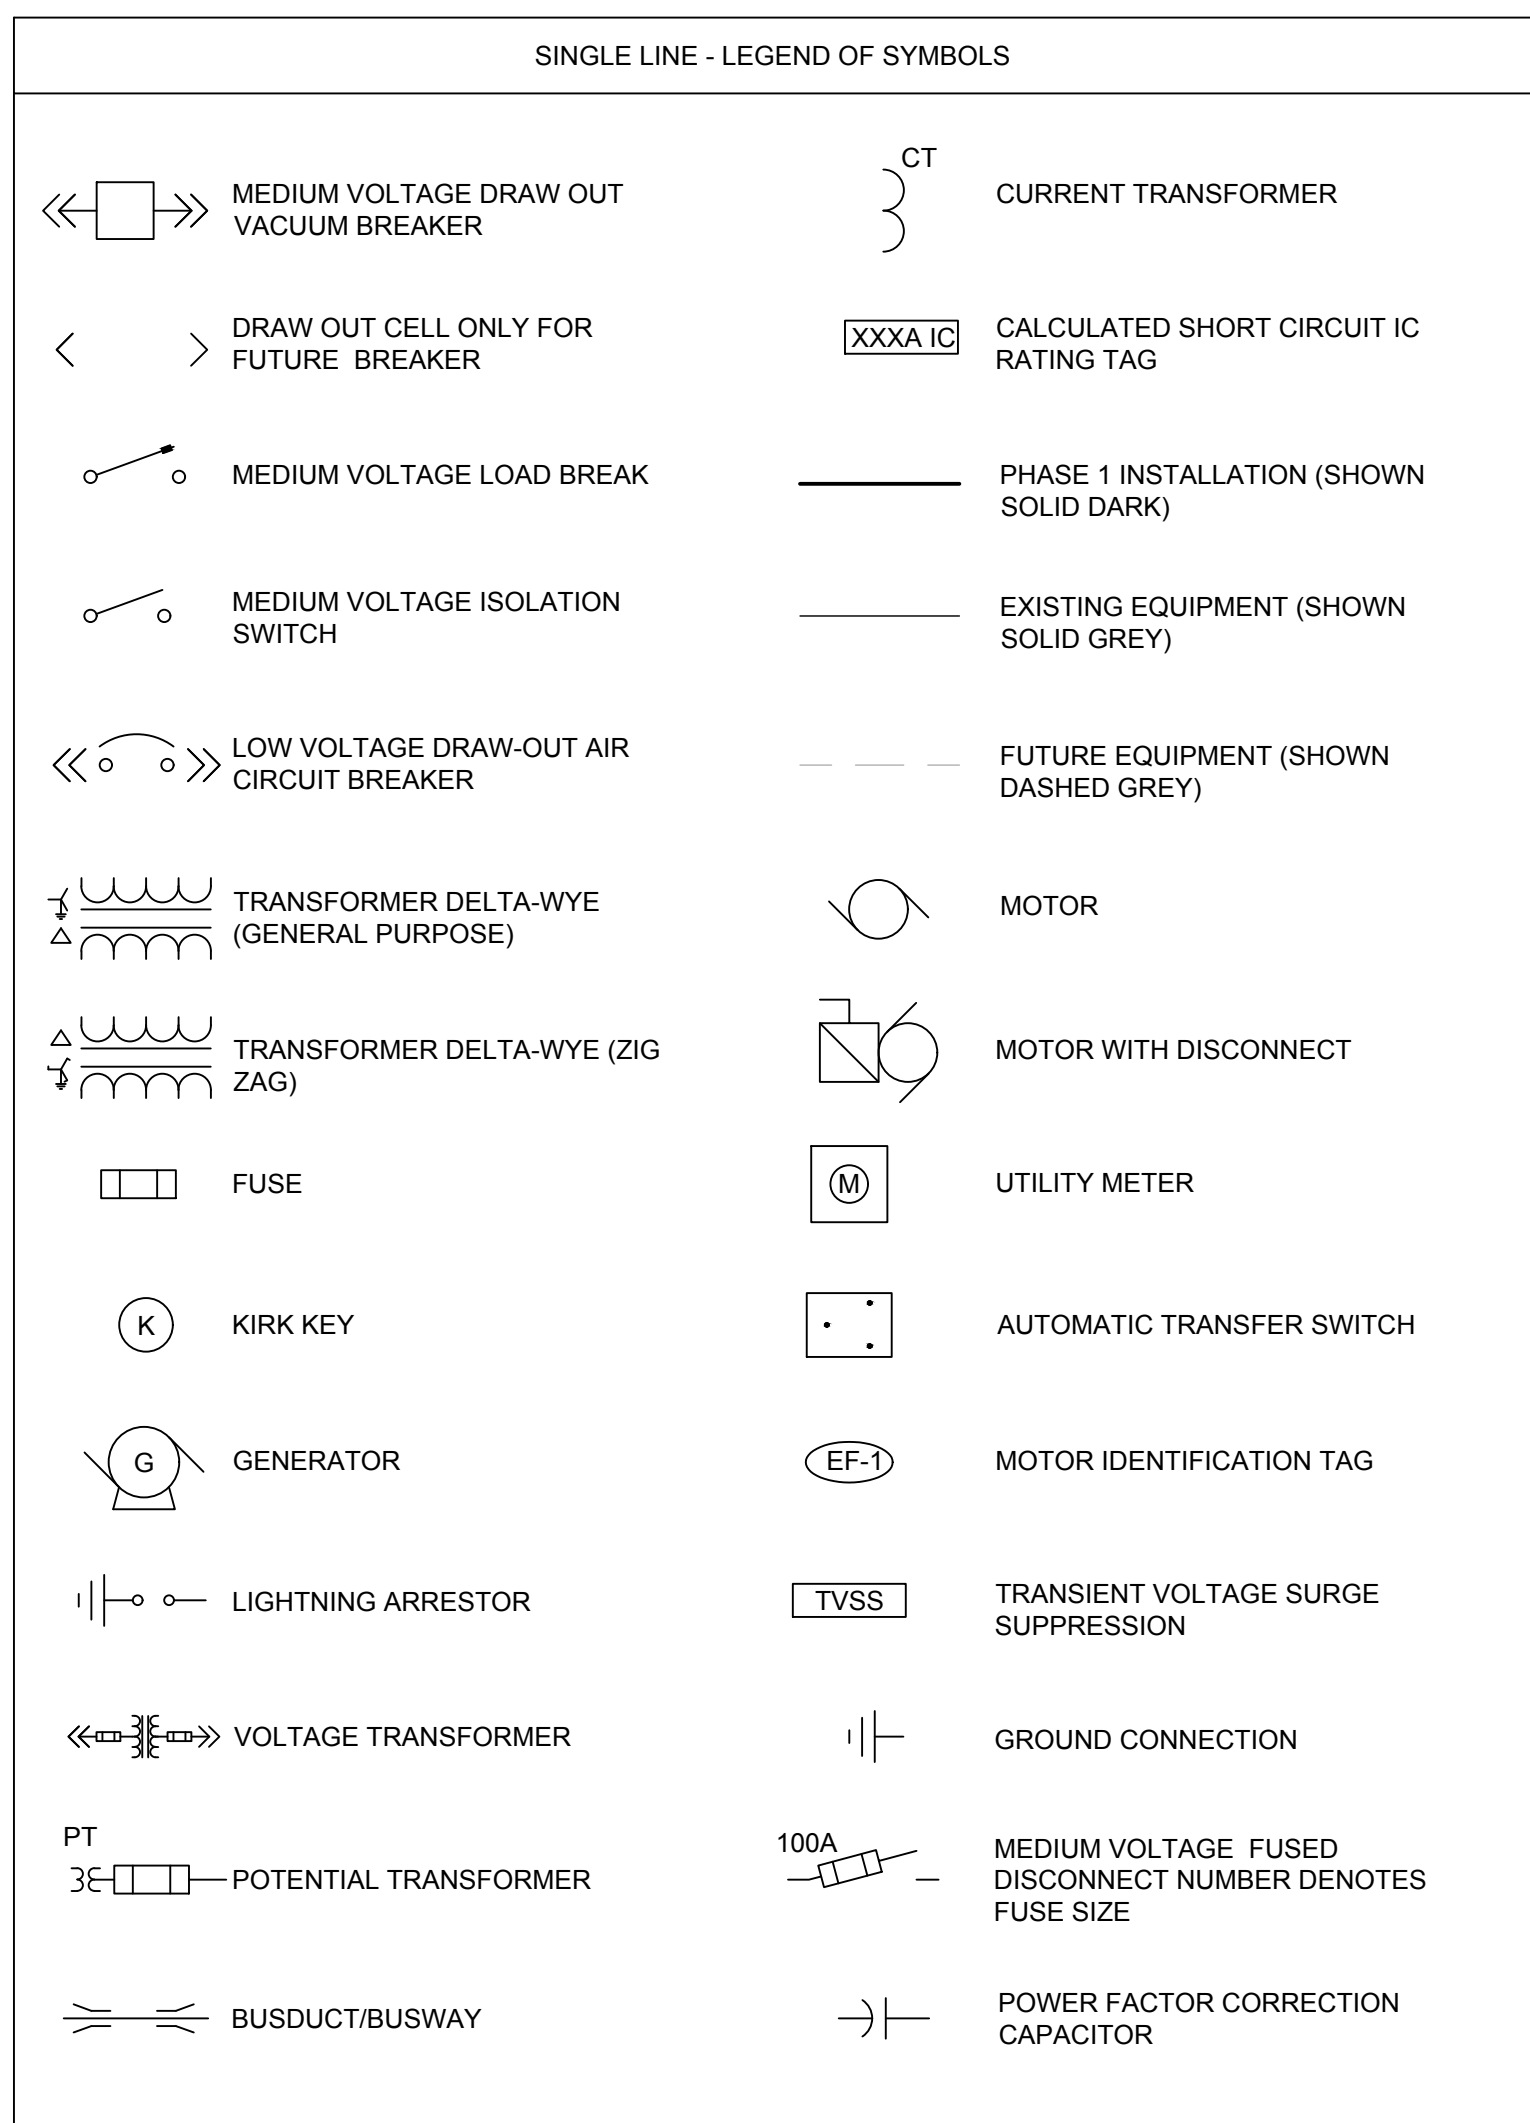 SINGLE LINE - LEGEND OF SYMBOLS
MEDIUM VOLTAGE DRAW OUT
VACUUM BREAKER
DRAW OUT CELL ONLY FOR
FUTURE  BREAKER
MEDIUM VOLTAGE LOAD BREAK
MEDIUM VOLTAGE ISOLATION
SWITCH
LOW VOLTAGE DRAW-OUT AIR
CIRCUIT BREAKER
TRANSFORMER DELTA-WYE
(GENERAL PURPOSE)
TRANSFORMER DELTA-WYE (ZIG
ZAG)
FUSE
K
KIRK KEY
G
GENERATOR
LIGHTNING ARRESTOR
VOLTAGE TRANSFORMER
PT
POTENTIAL TRANSFORMER
BUSDUCT/BUSWAY
CT
CURRENT TRANSFORMER
XXXA IC
CALCULATED SHORT CIRCUIT IC
RATING TAG
PHASE 1 INSTALLATION (SHOWN
SOLID DARK)
EXISTING EQUIPMENT (SHOWN
SOLID GREY)
FUTURE EQUIPMENT (SHOWN
DASHED GREY)
MOTOR
MOTOR WITH DISCONNECT
M
UTILITY METER
AUTOMATIC TRANSFER SWITCH
EF-1
MOTOR IDENTIFICATION TAG
TVSS
TRANSIENT VOLTAGE SURGE
SUPPRESSION
GROUND CONNECTION
100A
MEDIUM VOLTAGE  FUSED
DISCONNECT NUMBER DENOTES
FUSE SIZE
POWER FACTOR CORRECTION
CAPACITOR